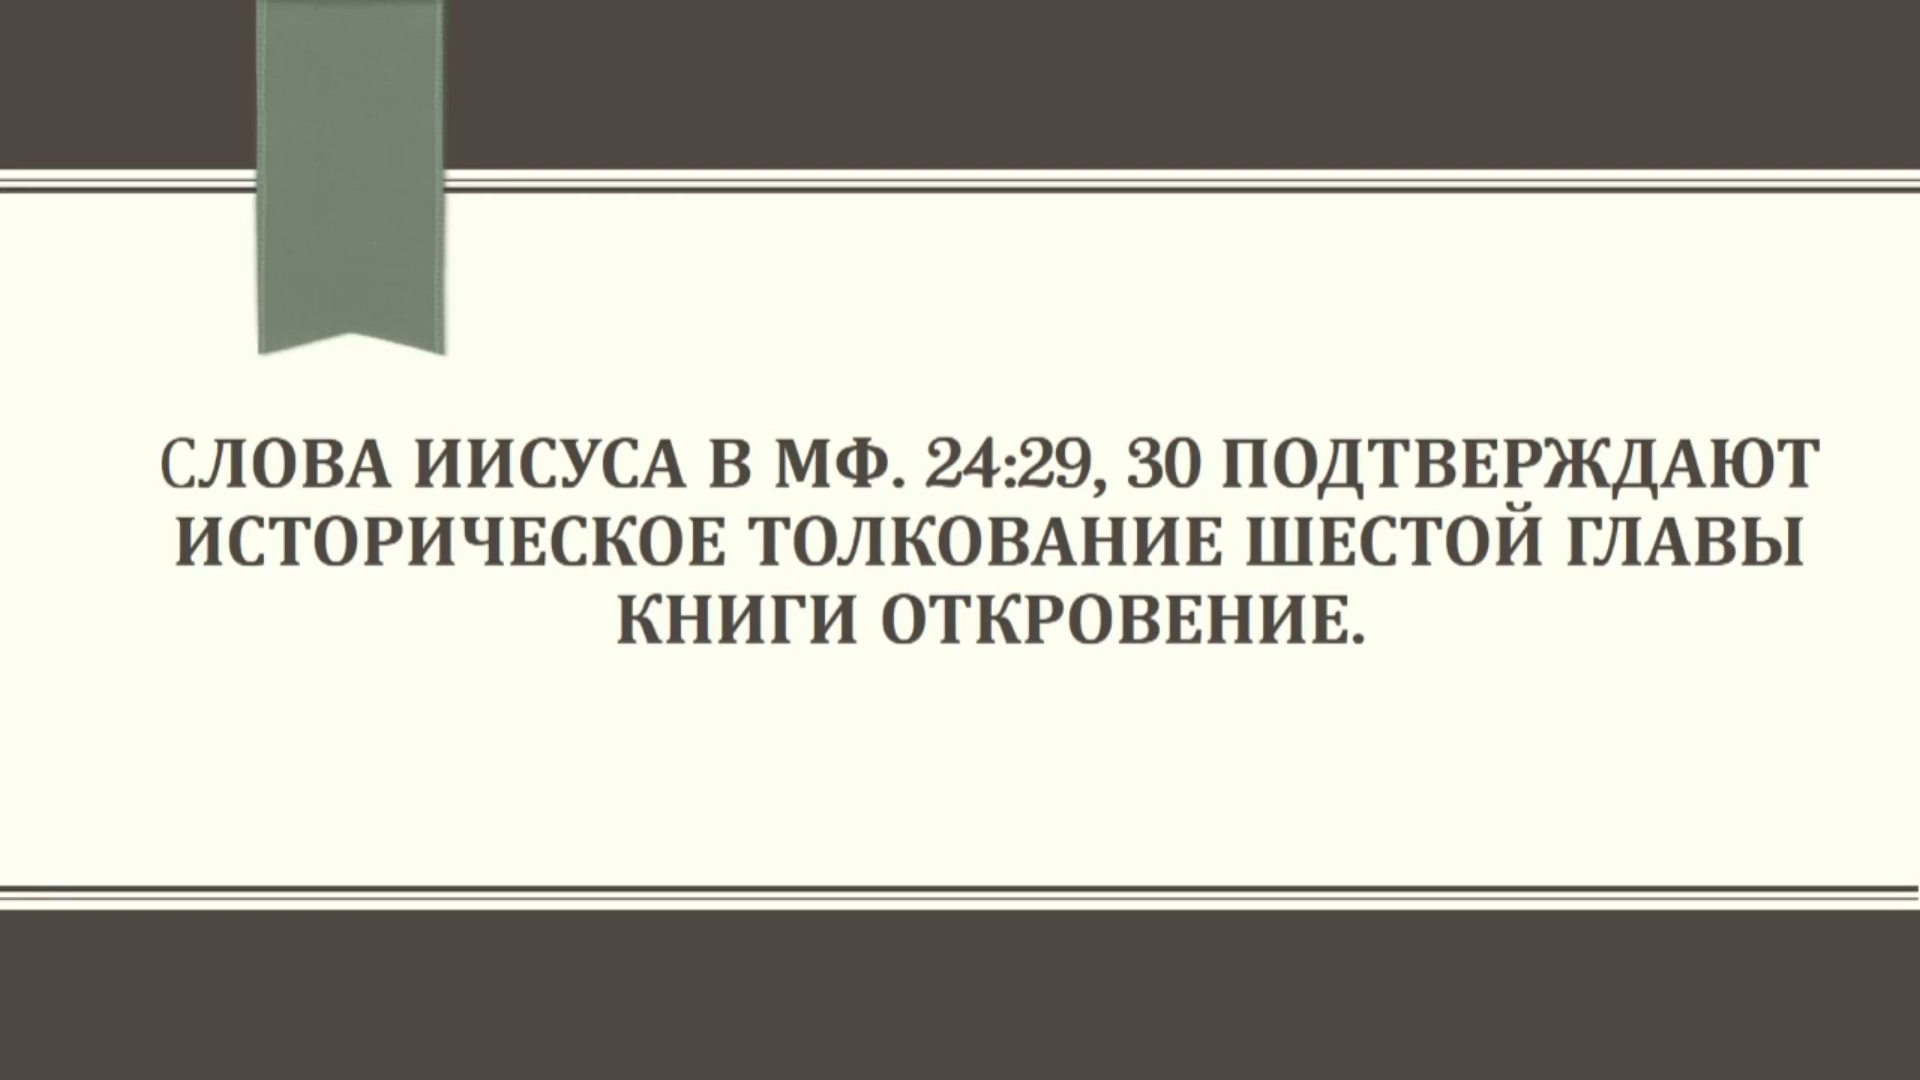 СЛОВА ИИСУСА В МФ. 24:29, 30 ПОДТВЕРЖДАЮТ
ИСТОРИЧЕСКОЕ ТОЛКОВАНИЕ ШЕСТОЙ ГЛАВЫ
КНИГИ ОТКРОВЕНИЕ.